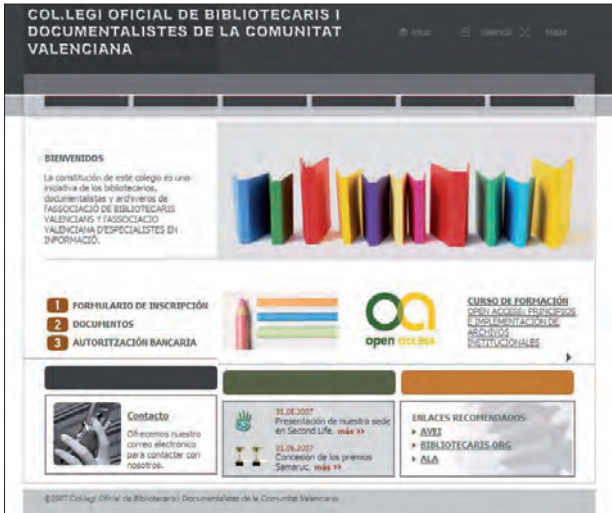 COL.LEGI OFICIAL DE BIBLIOTECARIS I
DOCUMENTALISTES DE LA COMUNITAT
VALENCIANA
Inicio
Valencià
Mapa
BIENVENIDOS
La constitución de este colegio es una
iniciativa de los bibliotecarios,
documentalistas y archiveros de
l'ASSOCIACIÓ DE BIBLIOTECARIS
VALENCIANS Y l'ASSOCIACIO
VALENCIANA D'ESPECIALISTES EN
INFORMACIÓ.
1 FORMULARIO DE INSCRIPCIÓN
2 DOCUMENTOS
3 AUTORITZACIÓN BANCARIA
open access
CURSO DE FORMACIÓN
OPEN ACCESS: PRINCIPIOS
E IMPLEMENTACIÓN DE
ARCHIVOS
INSTITUCIONALES
Contacto
Ofrecemos nuestro
correo electrónico
para contactar con
nosotros.
31.05.2007
Presentación de nuestra sede
en Second Life. más >>
01.06.2007
Concesión de los premios
Samaruc. más >>
ENLACES RECOMENDADOS
AVEI
BIBLIOTECARIS.ORG
ALA
©2007 Col.legi Oficial de Bibliotecaris i Documentalistes de la Comunitat Valenciana